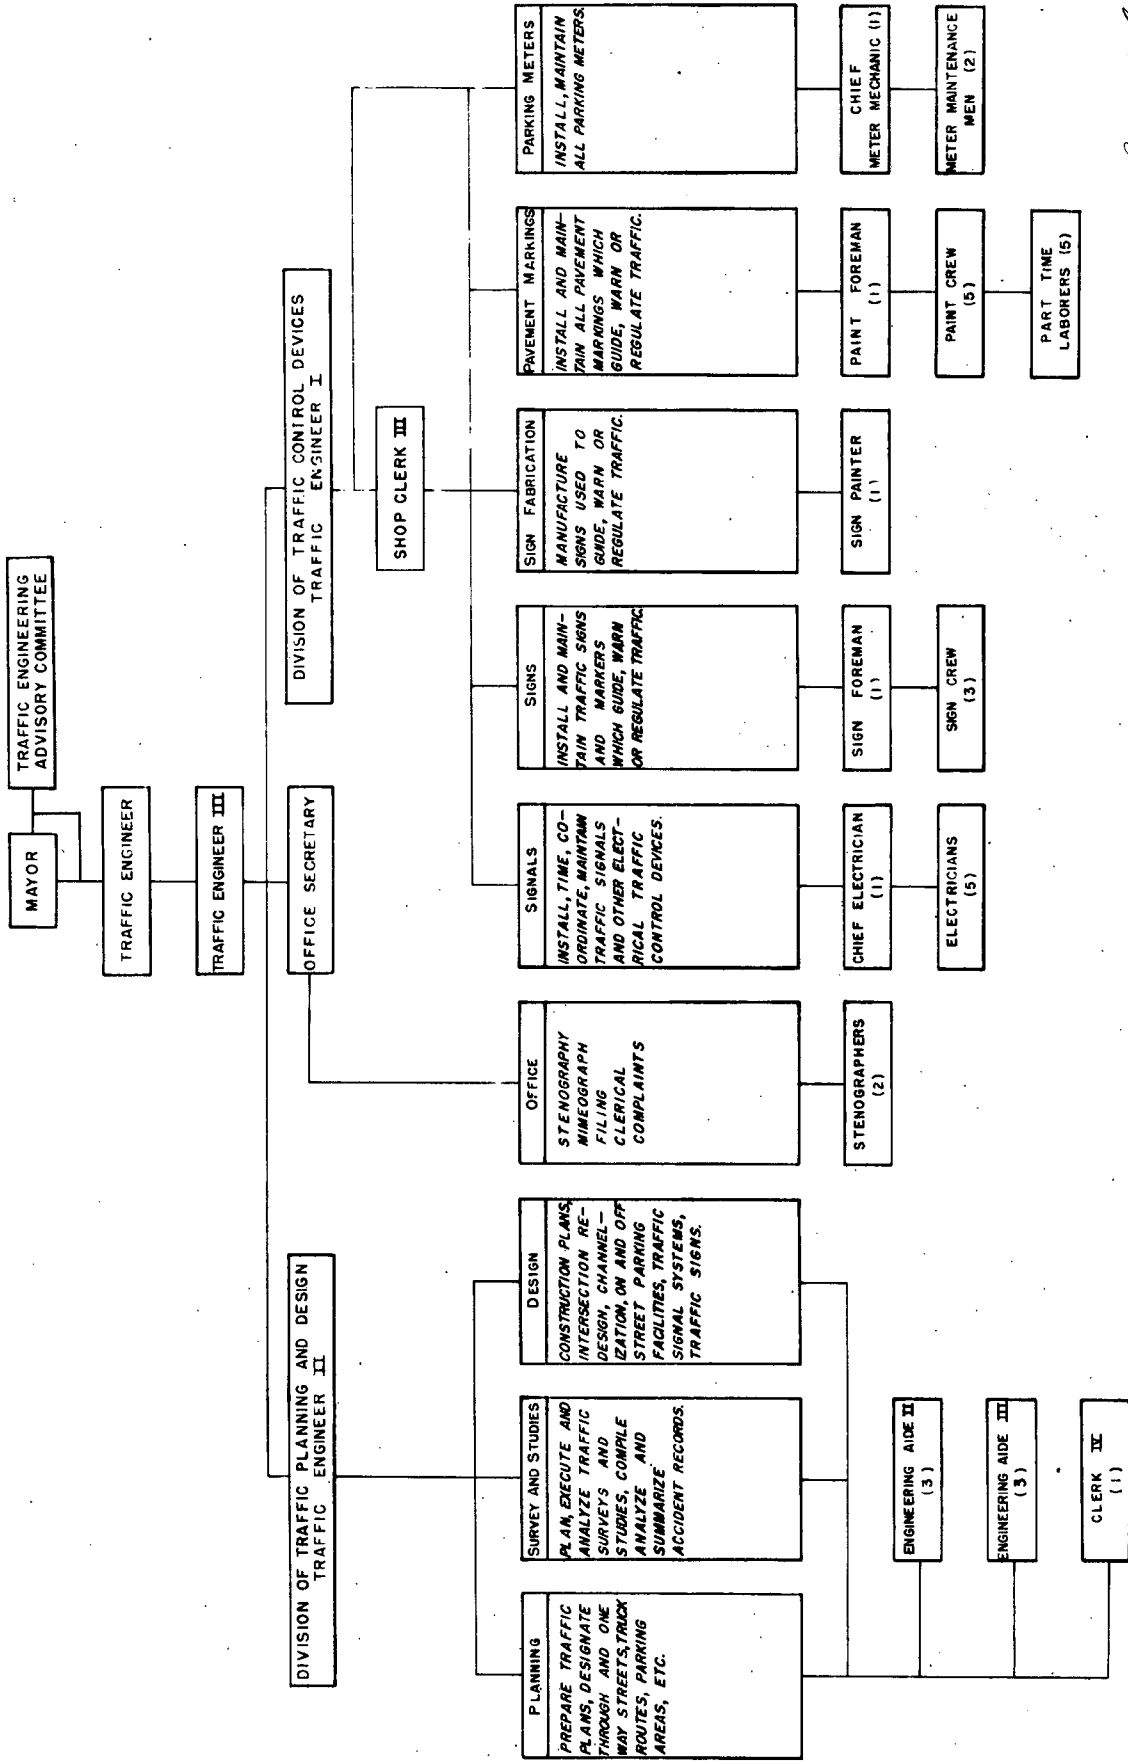 TRAFFIC ENGINEERING
ADVISORY COMMITTEE
MAYOR
TRAFFIC ENGINEER
TRAFFIC ENGINEER III
OFFICE SECRETARY
DIVISION OF TRAFFIC PLANNING AND DESIGN
TRAFFIC ENGINEER II
DIVISION OF TRAFFIC CONTROL DEVICES
TRAFFIC ENGINEER I
SHOP CLERK III
PLANNING
PREPARE TRAFFIC
PLANS, DESIGNATE
THROUGH AND ONE
WAY STREETS, TRUCK
ROUTES, PARKING
AREAS, ETC.
SURVEY AND STUDIES
PLAN, EXECUTE AND
ANALYZE TRAFFIC
SURVEYS AND
STUDIES, COMPILE
ANALYZE AND
SUMMARIZE
ACCIDENT RECORDS.
DESIGN
CONSTRUCTION PLANS,
INTERSECTION RE-
DESIGN, CHANNEL-
IZATION, ON AND OFF
STREET PARKING
FACILITIES, TRAFFIC
SIGNAL SYSTEMS,
TRAFFIC SIGNS.
OFFICE
STENOGRAPHY
MIMEOGRAPH
FILING
CLERICAL
COMPLAINTS
SIGNALS
INSTALL, TIME, CO-
ORDINATE, MAINTAIN
TRAFFIC SIGNALS
AND OTHER ELECT-
RICAL TRAFFIC
CONTROL DEVICES.
SIGNS
INSTALL AND MAIN-
TAIN TRAFFIC SIGNS
AND MARKERS
WHICH GUIDE, WARN
OR REGULATE TRAFFIC.
SIGN FABRICATION
MANUFACTURE
SIGNS USED TO
GUIDE, WARN OR
REGULATE TRAFFIC.
PAVEMENT MARKINGS
INSTALL AND MAIN-
TAIN ALL PAVEMENT
MARKINGS WHICH
GUIDE, WARN OR
REGULATE TRAFFIC.
PARKING METERS
INSTALL, MAINTAIN
ALL PARKING METERS.
ENGINEERING AIDE II
(3)
ENGINEERING AIDE III
(3)
CLERK IV
(1)
STENOGRAPHERS
(2)
CHIEF ELECTRICIAN
(1)
ELECTRICIANS
(5)
SIGN FOREMAN
(1)
SIGN CREW
(3)
SIGN PAINTER
(1)
PAINT FOREMAN
(1)
PAINT CREW
(5)
PART TIME
LABORERS (5)
CHIEF
METER MECHANIC (1)
METER MAINTENANCE
MEN (2)